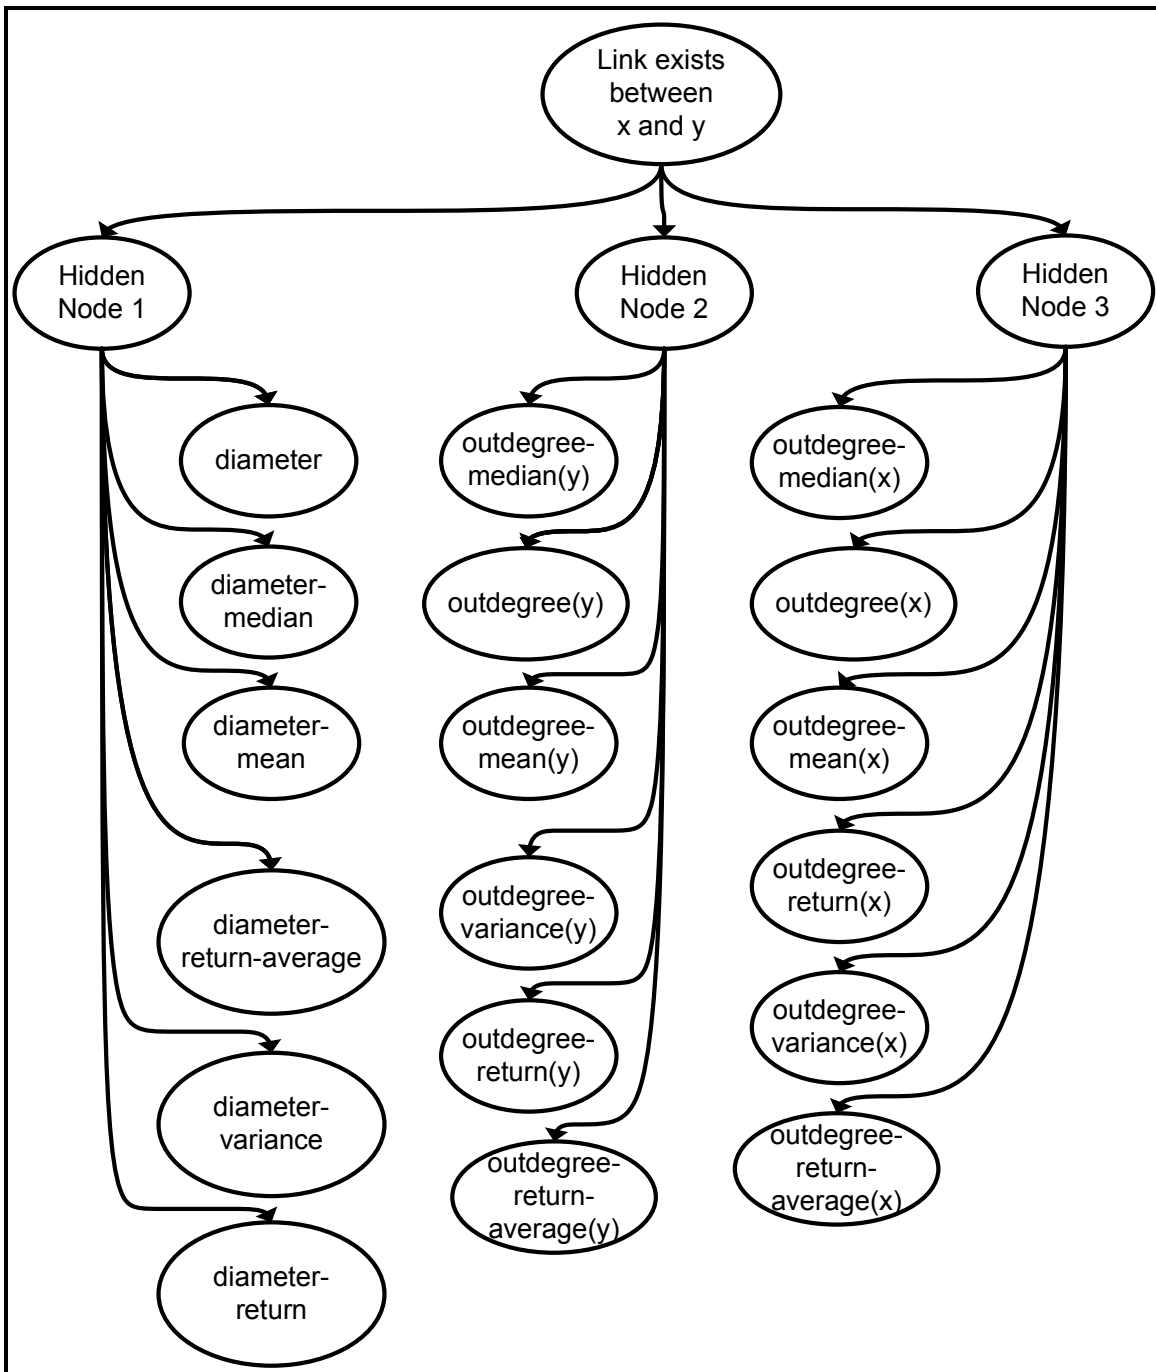 Link exists
between
x and y
Hidden
Node 1
Hidden
Node 2
Hidden
Node 3
diameter
diameter-
median
diameter-
mean
diameter-
return-average
diameter-
variance
diameter-
return
outdegree-
median(y)
outdegree(y)
outdegree-
mean(y)
outdegree-
variance(y)
outdegree-
return(y)
outdegree-
return-
average(y)
outdegree-
median(x)
outdegree(x)
outdegree-
mean(x)
outdegree-
return(x)
outdegree-
variance(x)
outdegree-
return-
average(x)